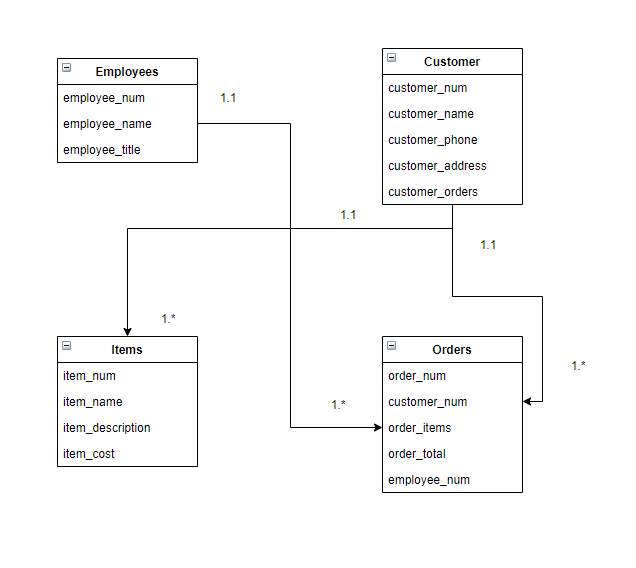 Employees
employee_num
employee_name
employee_title
1.1
Customer
customer_num
customer_name
customer_phone
customer_address
customer_orders
1.1
1.1
1.*
Items
item_num
item_name
item_description
item_cost
1.*
Orders
order_num
customer_num
order_items
order_total
employee_num
1.*